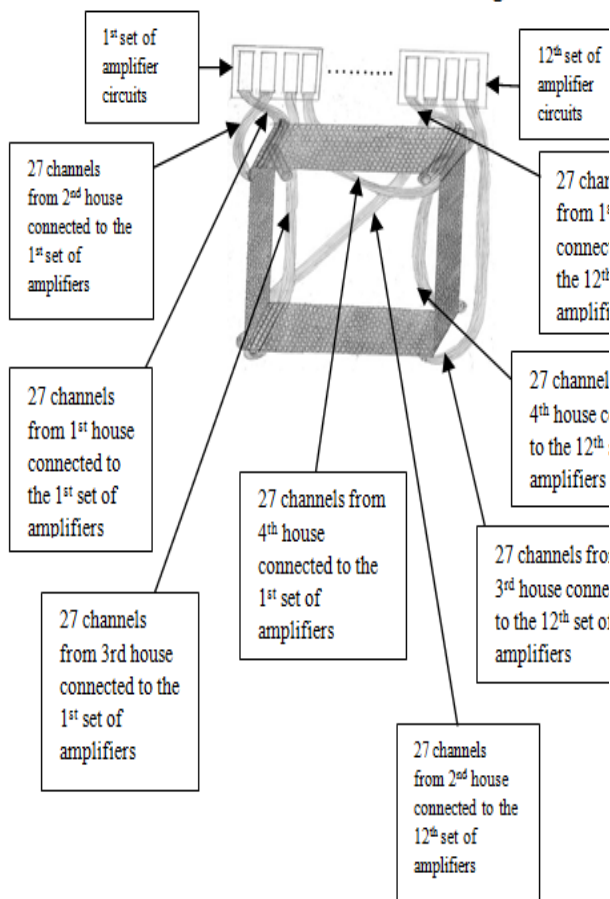 1st set of
amplifier
circuits
12th set of
amplifier
circuits
27 channels
from 2nd house
connected to the
1st set of
amplifiers
27 chan
from 1s
connect
the 12th
amplifi
27 channels
from 1st house
connected to
the 1st set of
amplifiers
27 channels
4th house co
to the 12th s
amplifiers
27 channels from
4th house
connected to the
1st set of
amplifiers
27 channels fro
3rd house conne
to the 12th set of
amplifiers
27 channels
from 3rd house
connected to the
1st set of
amplifiers
27 channels
from 2nd house
connected to the
12th set of
amplifiers